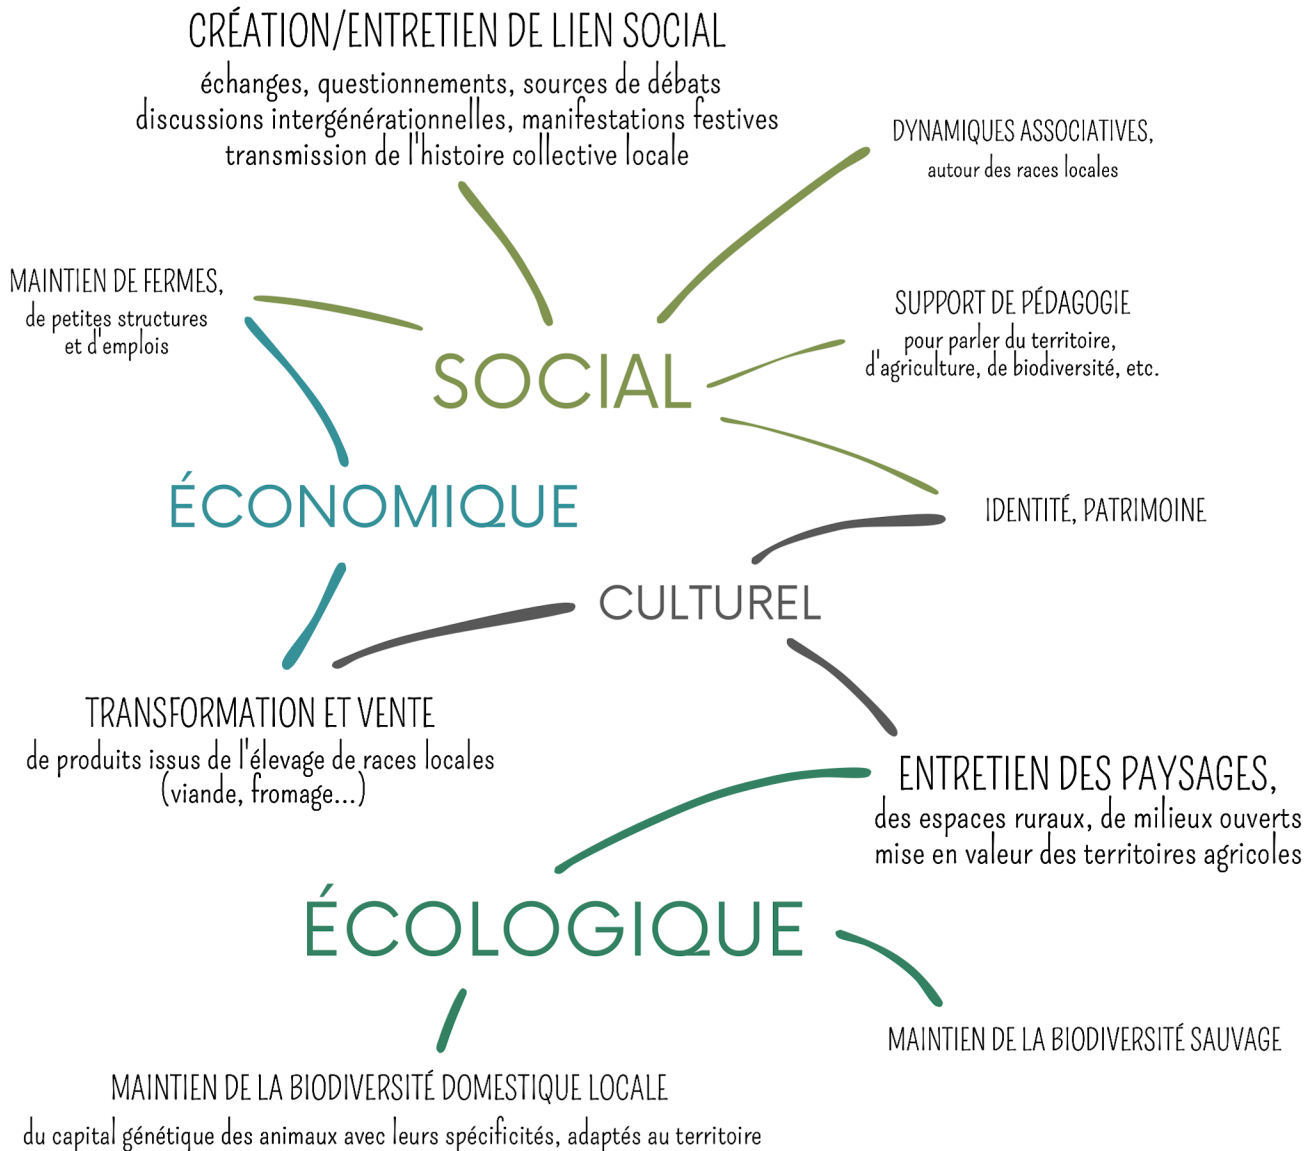 CRÉATION/ENTRETIEN DE LIEN SOCIAL
échanges, questionnements, sources de débats
discussions intergénérationnelles, manifestations festives
transmission de l'histoire collective locale
DYNAMIQUES ASSOCIATIVES,
autour des races locales
MAINTIEN DE FERMES,
de petites structures
et d'emplois
SUPPORT DE PÉDAGOGIE
pour parler du territoire,
d'agriculture, de biodiversité, etc.
SOCIAL
ÉCONOMIQUE
IDENTITÉ, PATRIMOINE
CULTUREL
TRANSFORMATION ET VENTE
de produits issus de l'élevage de races locales
(viande, fromage...)
ENTRETIEN DES PAYSAGES,
des espaces ruraux, de milieux ouverts
mise en valeur des territoires agricoles
ÉCOLOGIQUE
MAINTIEN DE LA BIODIVERSITÉ SAUVAGE
MAINTIEN DE LA BIODIVERSITÉ DOMESTIQUE LOCALE
du capital génétique des animaux avec leurs spécificités, adaptés au territoire